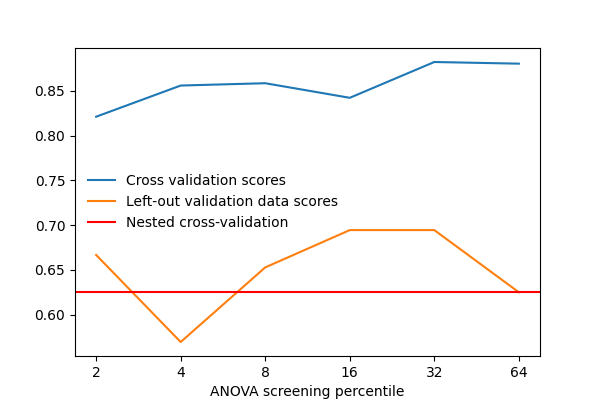 0.85
0.80
0.75
0.70
0.65
0.60
Cross validation scores
Left-out validation data scores
Nested cross-validation
2 4 8 16 32 64
ANOVA screening percentile